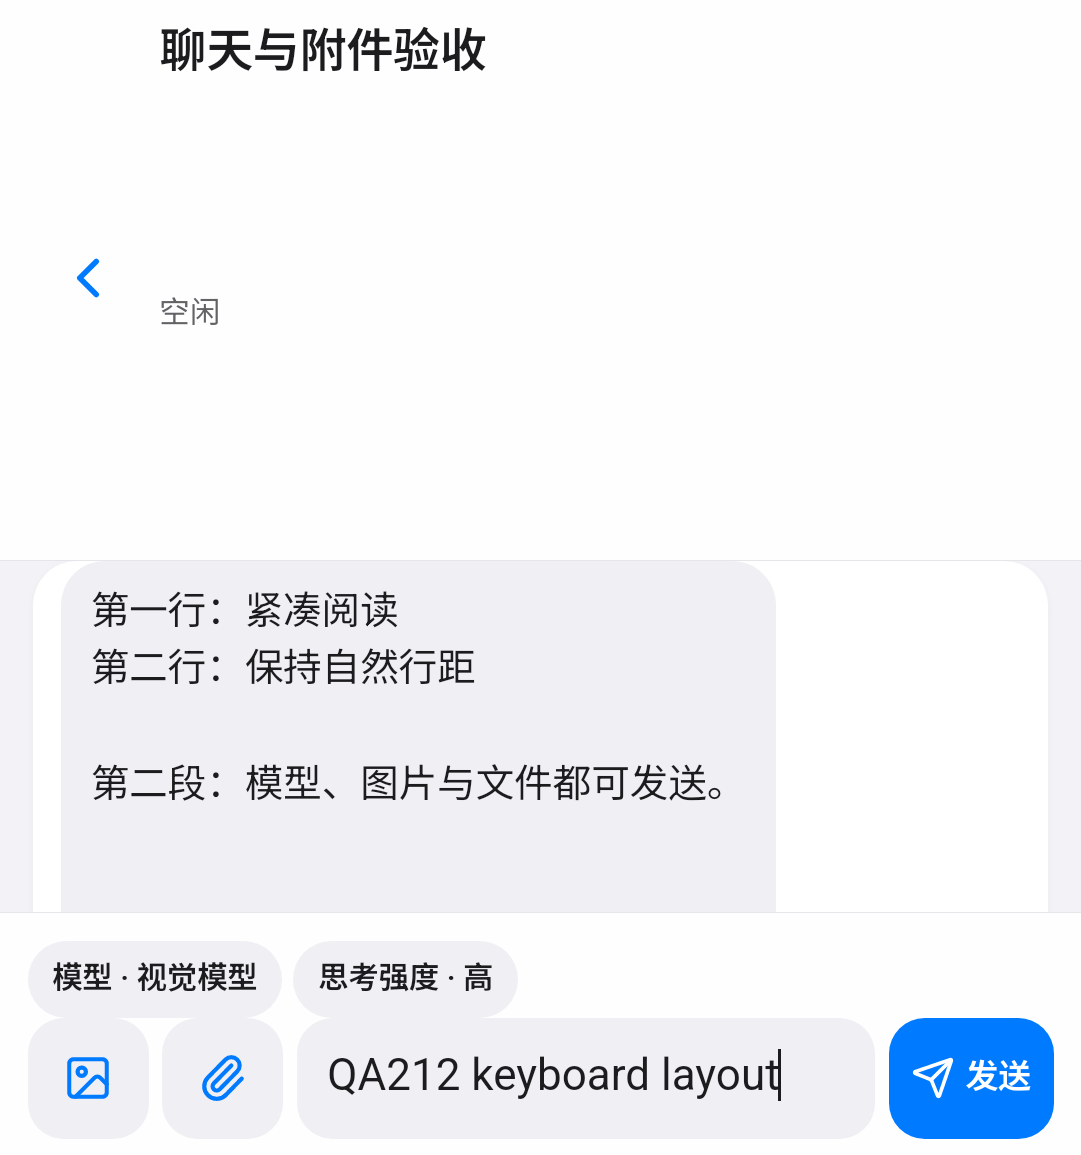 聊天与附件验收
空闲
第一行：紧凑阅读
第二行：保持自然行距
第二段：模型、图片与文件都可发送。
模型 · 视觉模型
思考强度 · 高
QA212 keyboard layout
发送